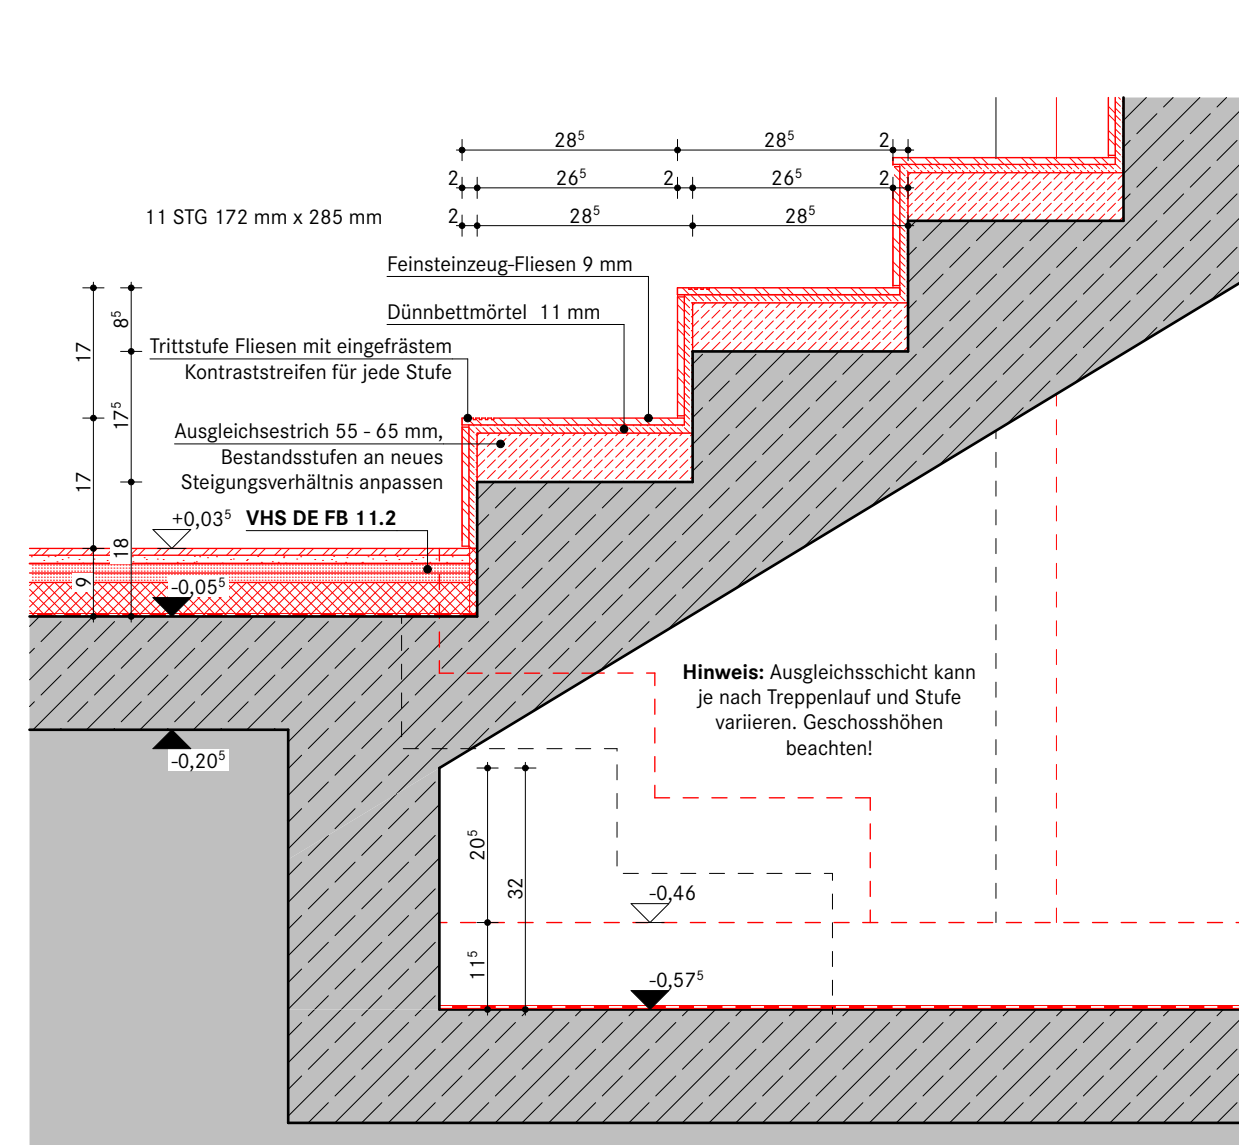 28⁵ 28⁵ 2
2 26⁵ 2 26⁵ 2
11 STG 172 mm x 285 mm
2 28⁵ 28⁵
Feinsteinzeug-Fliesen 9 mm
Dünnbettmörtel 11 mm
Trittstufe Fliesen mit eingefrästem
Kontraststreifen für jede Stufe
Ausgleichsestrich 55 - 65 mm,
Bestandsstufen an neues
Steigungsverhältnis anpassen
17
17
9
8⁵
17⁵
18
+0,03⁵
VHS DE FB 11.2
-0,05⁵
-0,20⁵
Hinweis: Ausgleichsschicht kann
je nach Treppenlauf und Stufe
variieren. Geschosshöhen
beachten!
20⁵
11⁵
32
-0,46
-0,57⁵